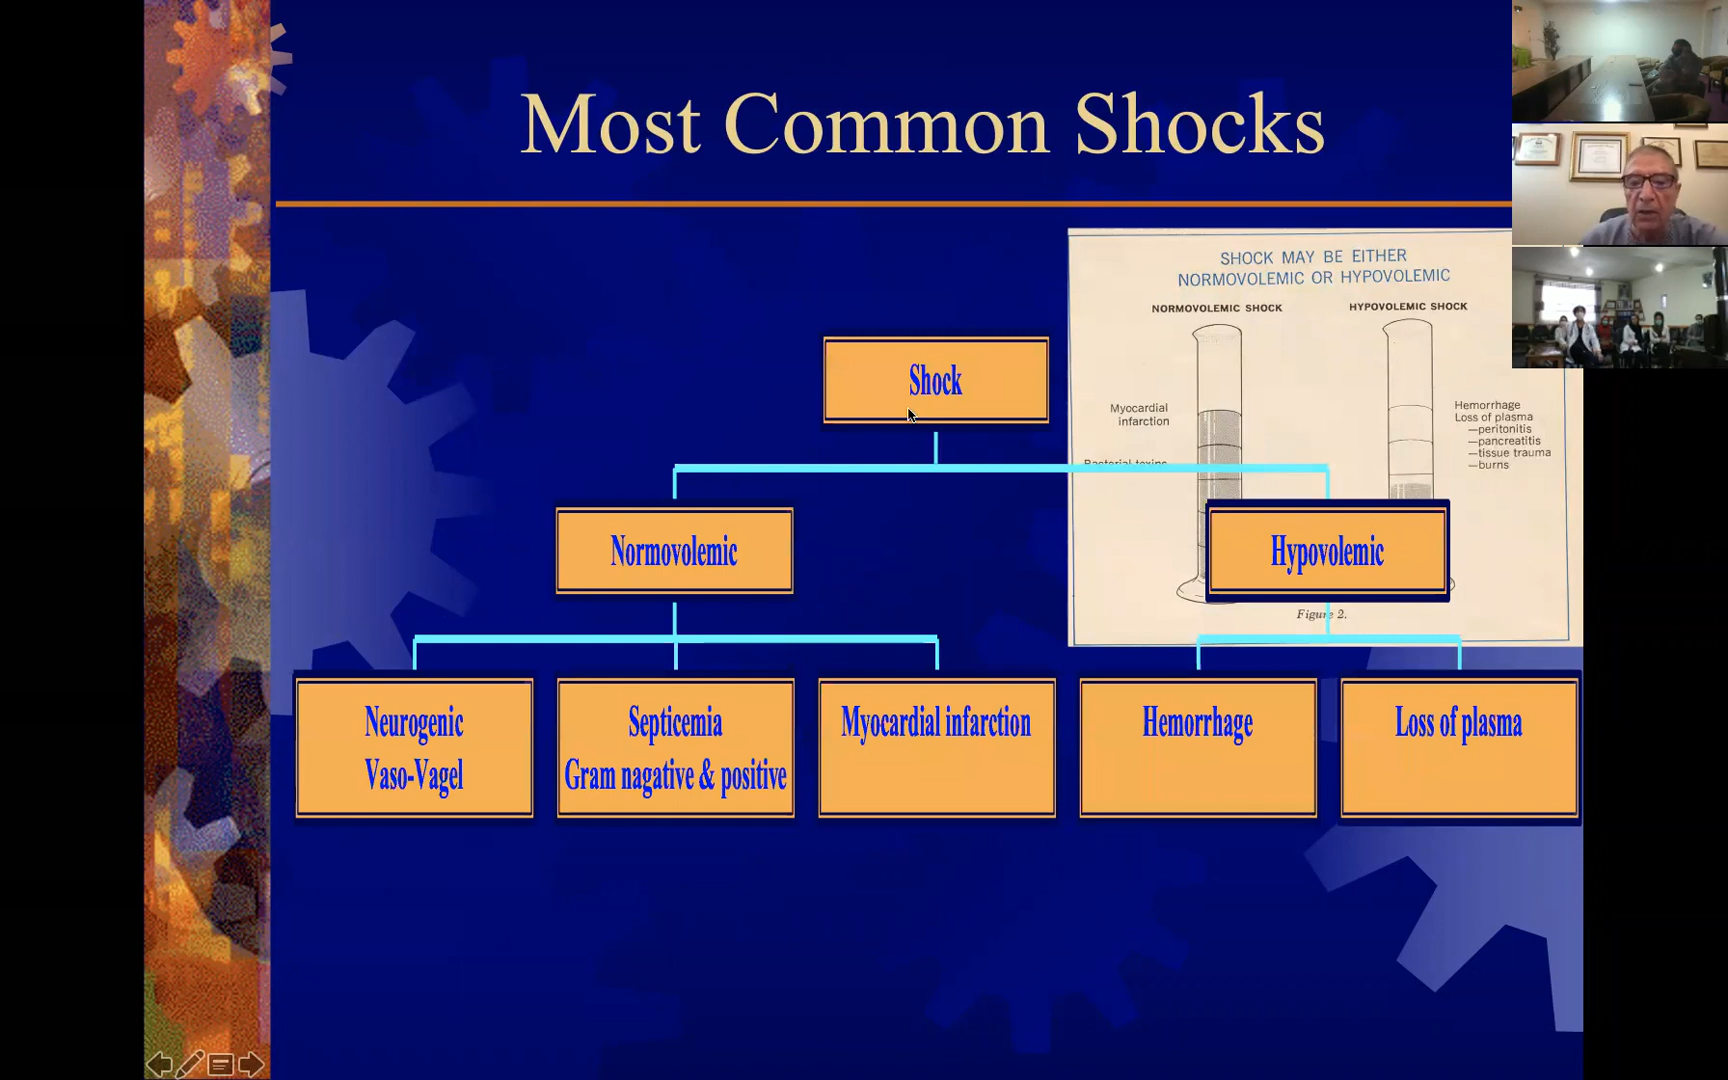 Most Common Shocks
SHOCK MAY BE EITHER
NORMOVOLEMIC OR HYPOVOLEMIC
NORMOVOLEMIC SHOCK
HYPOVOLEMIC SHOCK
Myocardial
infarction
Bacterial toxins
Hemorrhage
Loss of plasma
—peritonitis
—pancreatitis
—tissue trauma
—burns
Figure 2.
Shock
Normovolemic
Hypovolemic
Neurogenic
Vaso-Vagel
Septicemia
Gram nagative & positive
Myocardial infarction
Hemorrhage
Loss of plasma